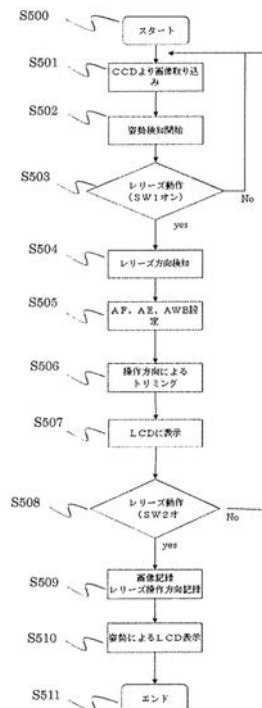 S500
スタート
S501
CCDより画像取り込
み
S502
姿勢検知開始
S503
レリーズ動作
(SW1オン)
No
yes
S504
レリーズ方向検知
S505
AF、AE、AWB設
定
S506
操作方向による
トリミング
S507
LCDに表示
S508
レリーズ動作
(SW2オ
No
yes
S509
画像記録
レリーズ操作方向記録
S510
姿勢によるLCD表示
S511
エンド